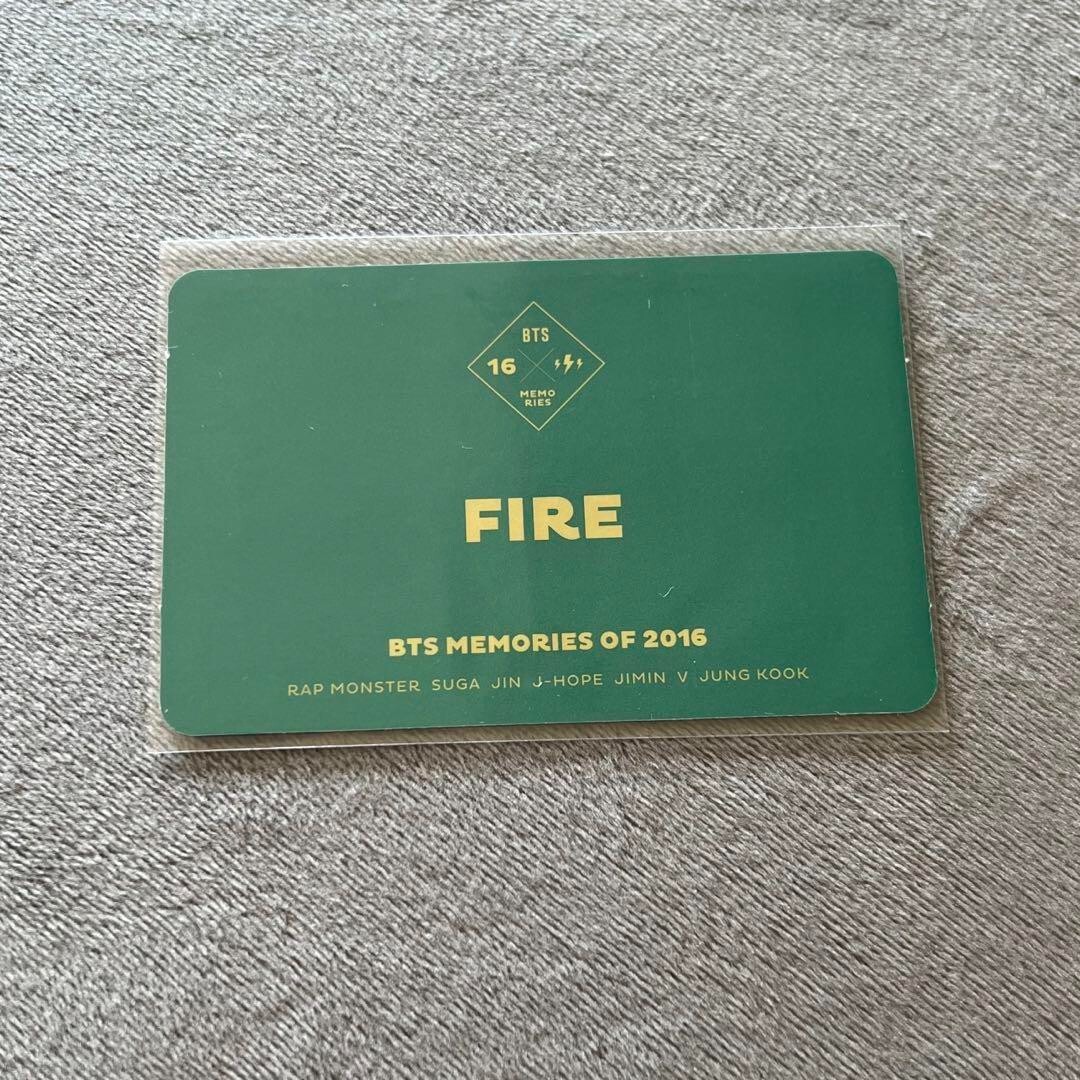 BTS
16
MEMO
RIES
FIRE
BTS MEMORIES OF 2016
RAP MONSTER SUGA JIN J-HOPE JIMIN V JUNG KOOK